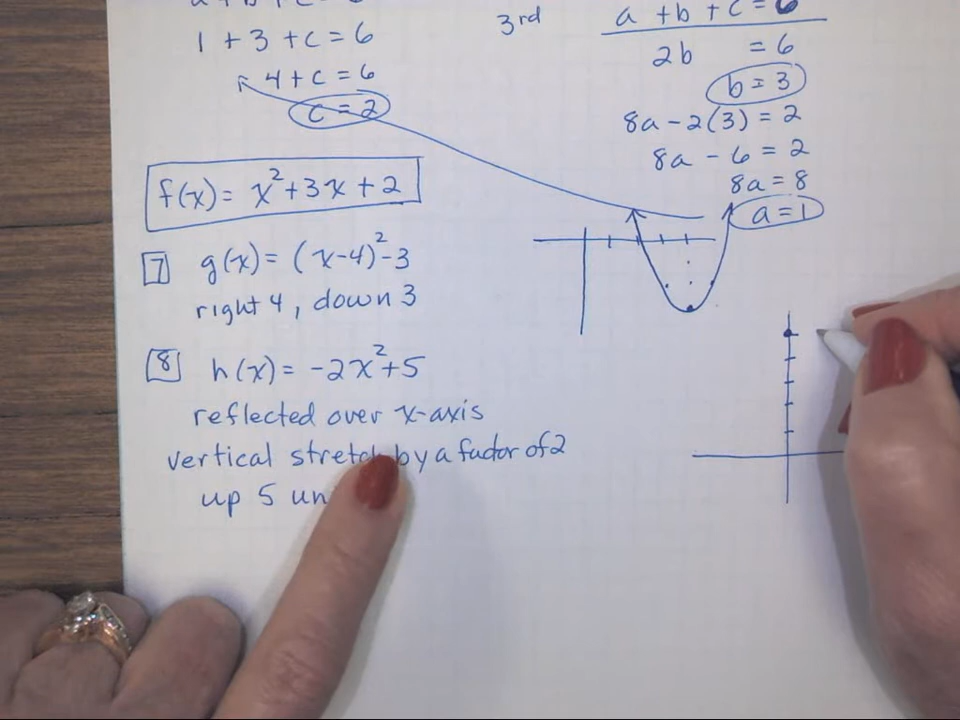 1 + 3 + c = 6
4 + c = 6
c = 2
f(x) = x² + 3x + 2
3rd
a + b + c = 6
2b = 6
b = 3
8a - 2(3) = 2
8a - 6 = 2
8a = 8
a = 1
7 g(x) = (x-4)² - 3
right 4, down 3
8 h(x) = -2x² + 5
reflected over x-axis
vertical stretch by a factor of 2
up 5